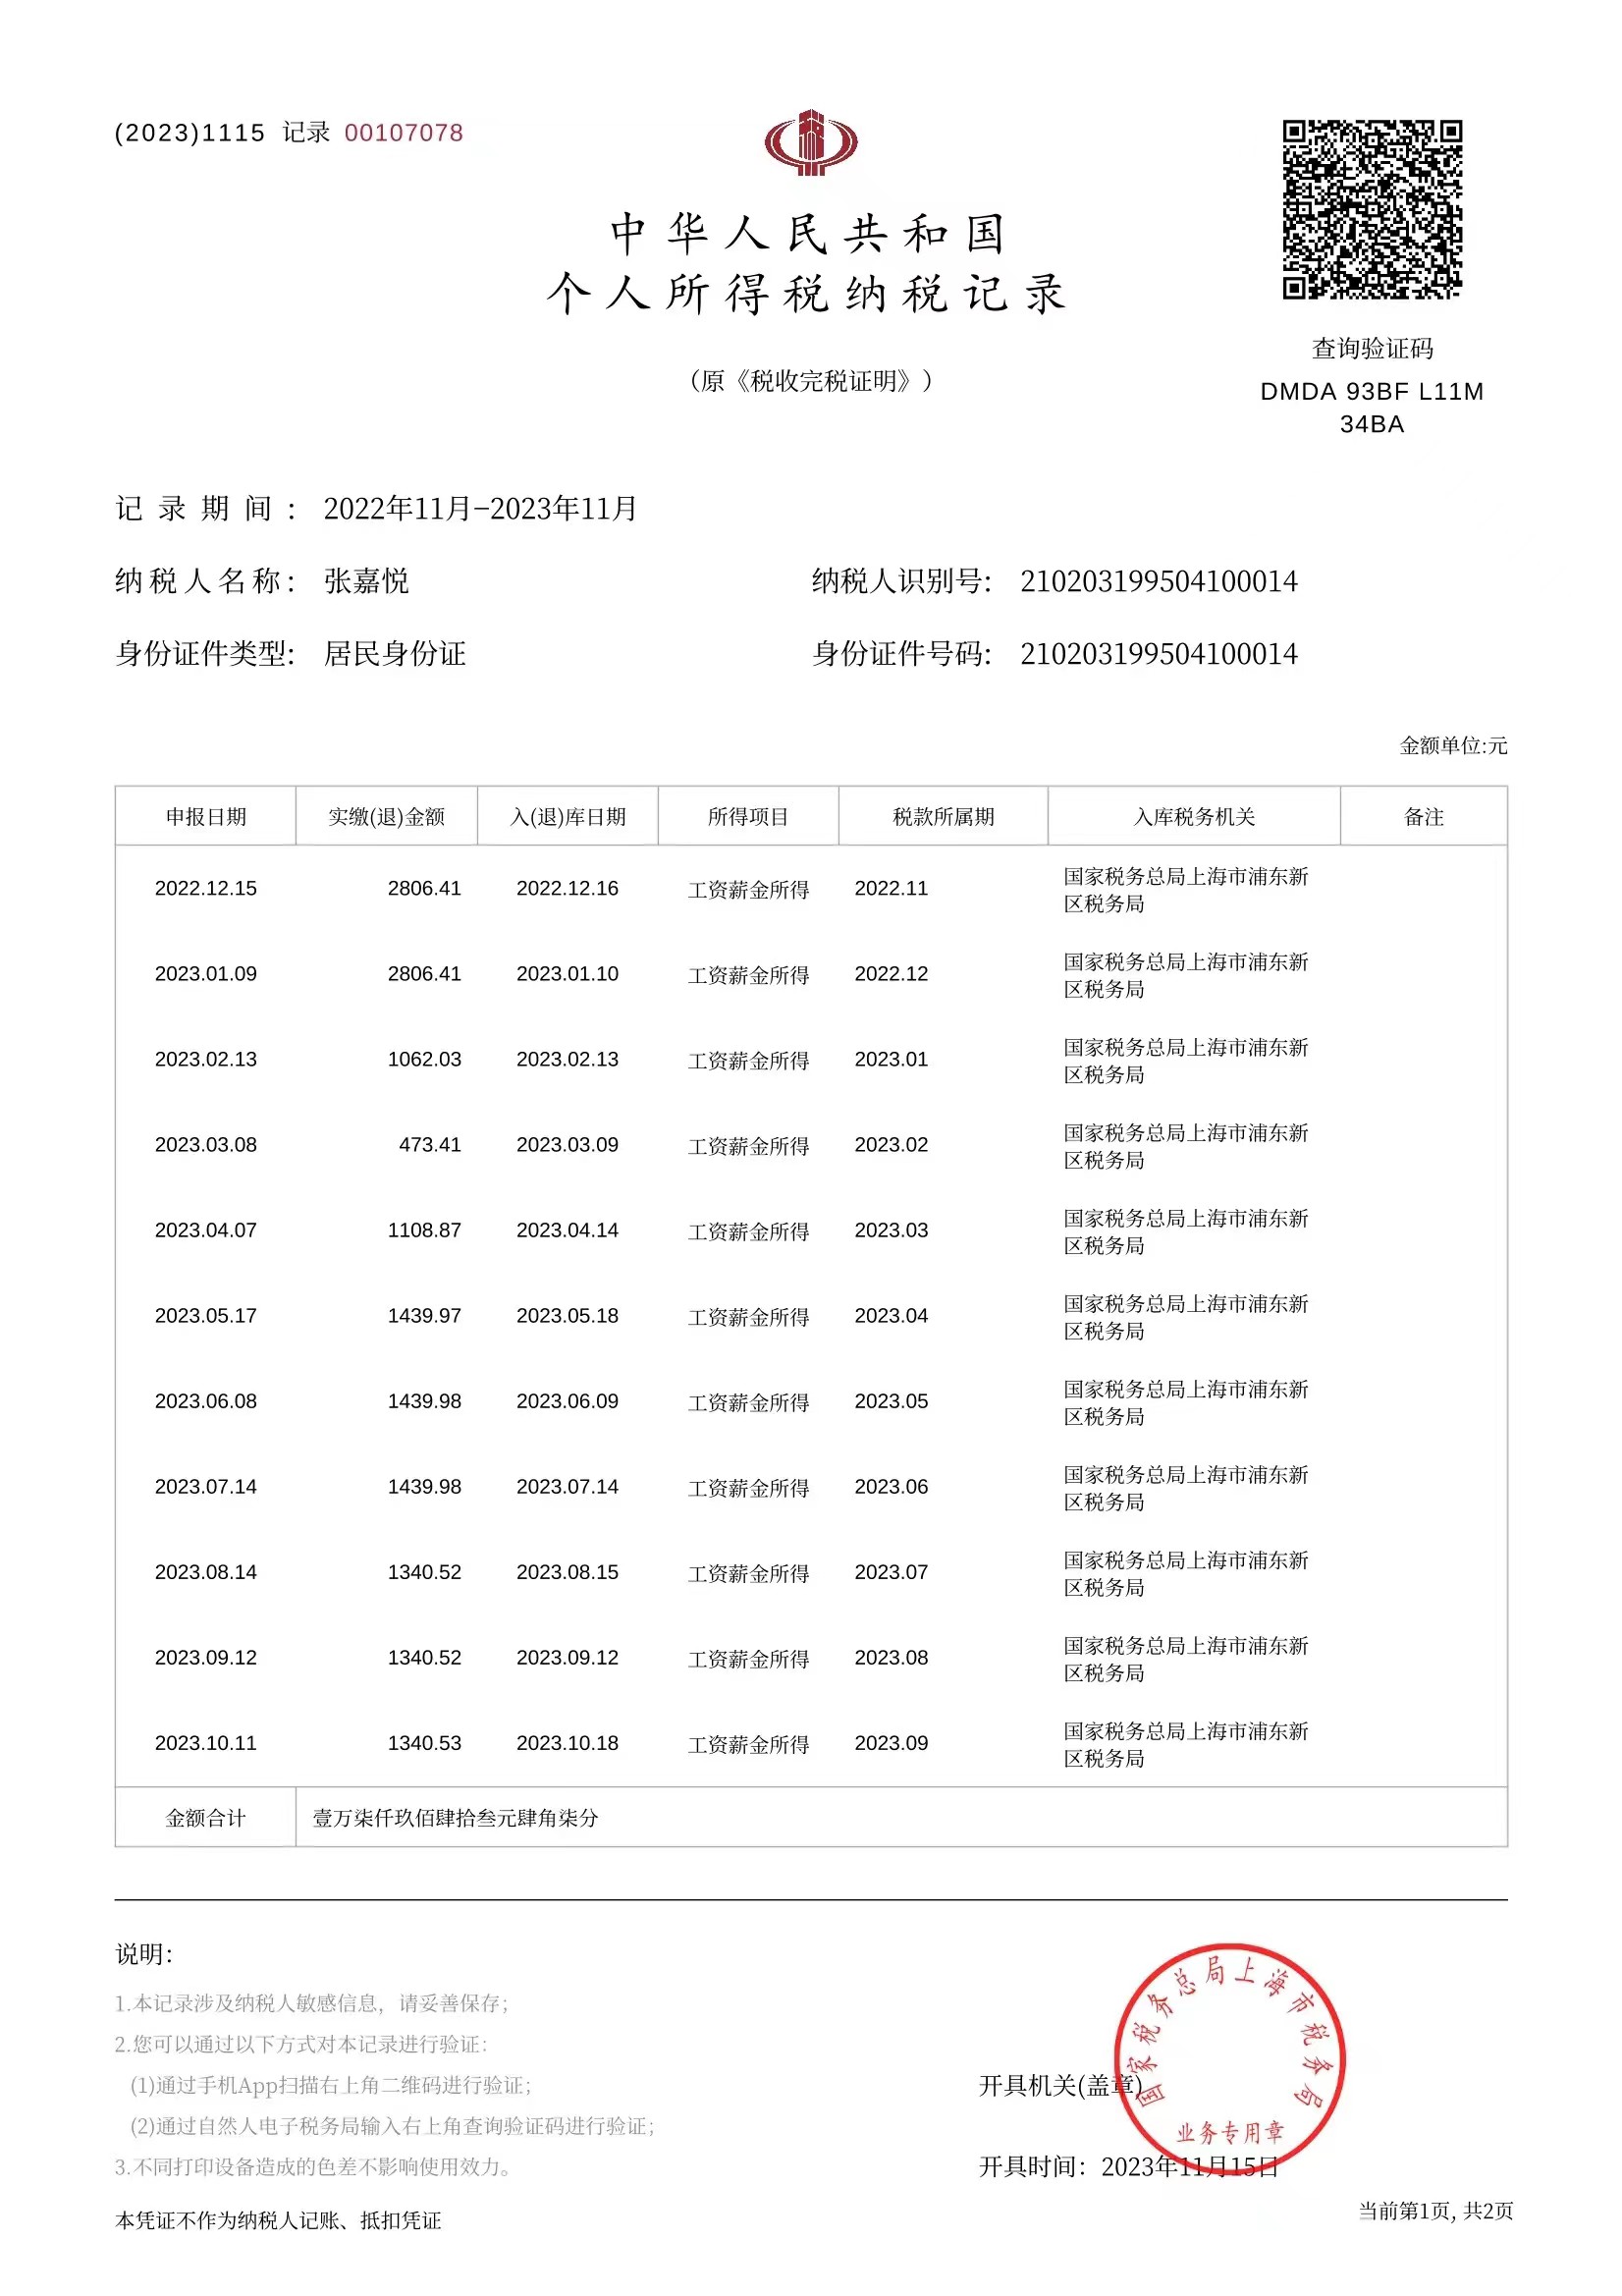 (2023)1115 记录 00107078
中华人民共和国
个人所得税纳税记录
（原《税收完税证明》）
查询验证码
DMDA 93BF L11M
34BA
记录期间： 2022年11月–2023年11月
纳税人名称： 张嘉悦 纳税人识别号： 210203199504100014
身份证件类型： 居民身份证 身份证件号码： 210203199504100014
金额单位:元
申报日期 实缴(退)金额 入(退)库日期 所得项目 税款所属期 入库税务机关 备注
2022.12.15 2806.41 2022.12.16 工资薪金所得 2022.11 国家税务总局上海市浦东新
区税务局
2023.01.09 2806.41 2023.01.10 工资薪金所得 2022.12 国家税务总局上海市浦东新
区税务局
2023.02.13 1062.03 2023.02.13 工资薪金所得 2023.01 国家税务总局上海市浦东新
区税务局
2023.03.08 473.41 2023.03.09 工资薪金所得 2023.02 国家税务总局上海市浦东新
区税务局
2023.04.07 1108.87 2023.04.14 工资薪金所得 2023.03 国家税务总局上海市浦东新
区税务局
2023.05.17 1439.97 2023.05.18 工资薪金所得 2023.04 国家税务总局上海市浦东新
区税务局
2023.06.08 1439.98 2023.06.09 工资薪金所得 2023.05 国家税务总局上海市浦东新
区税务局
2023.07.14 1439.98 2023.07.14 工资薪金所得 2023.06 国家税务总局上海市浦东新
区税务局
2023.08.14 1340.52 2023.08.15 工资薪金所得 2023.07 国家税务总局上海市浦东新
区税务局
2023.09.12 1340.52 2023.09.12 工资薪金所得 2023.08 国家税务总局上海市浦东新
区税务局
2023.10.11 1340.53 2023.10.18 工资薪金所得 2023.09 国家税务总局上海市浦东新
区税务局
金额合计 壹万柒仟玖佰肆拾叁元肆角柒分
说明：
1.本记录涉及纳税人敏感信息，请妥善保存；
2.您可以通过以下方式对本记录进行验证：
(1)通过手机App扫描右上角二维码进行验证；
(2)通过自然人电子税务局输入右上角查询验证码进行验证；
3.不同打印设备造成的色差不影响使用效力。
本凭证不作为纳税人记账、抵扣凭证
国家税务总局上海市税务局
业务专用章
开具机关(盖章)
开具时间：2023年11月15日
当前第1页, 共2页